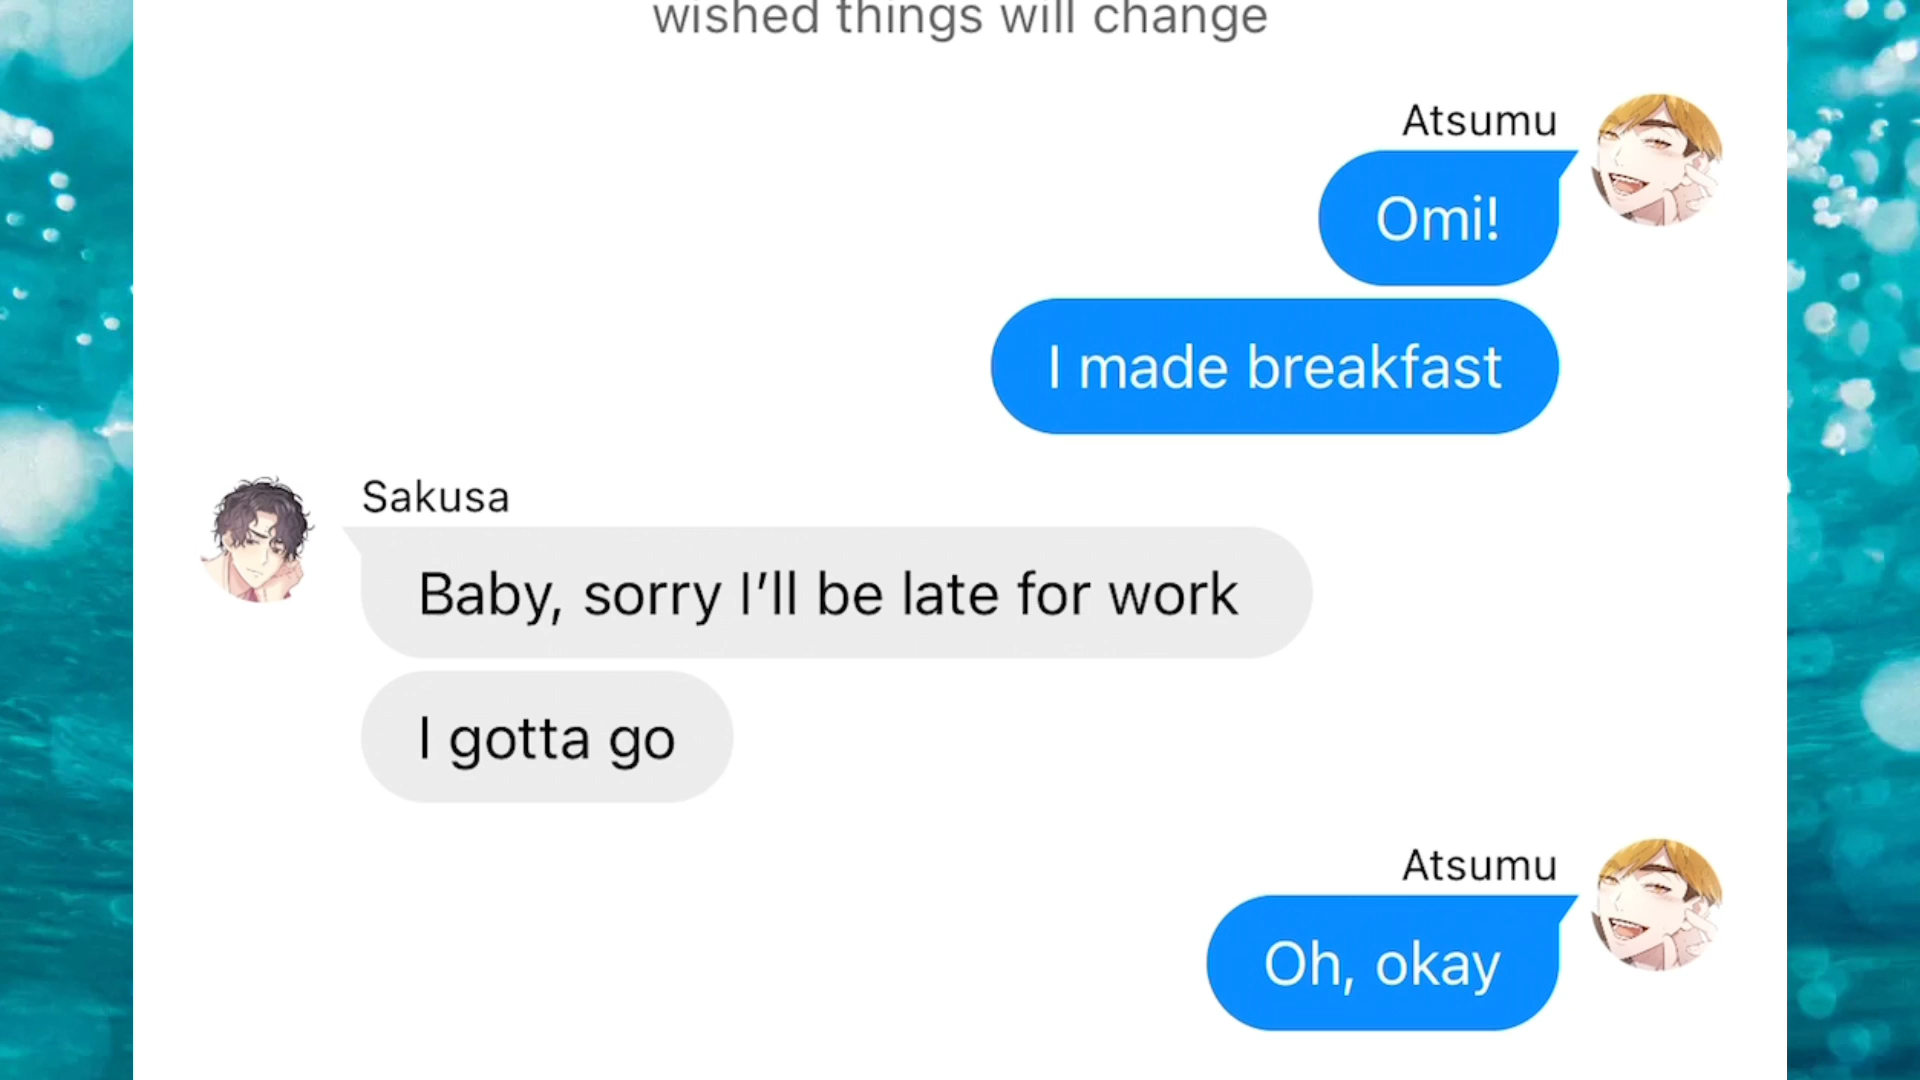 wished things will change
Atsumu
Omi!
I made breakfast
Sakusa
Baby, sorry I’ll be late for work
I gotta go
Atsumu
Oh, okay